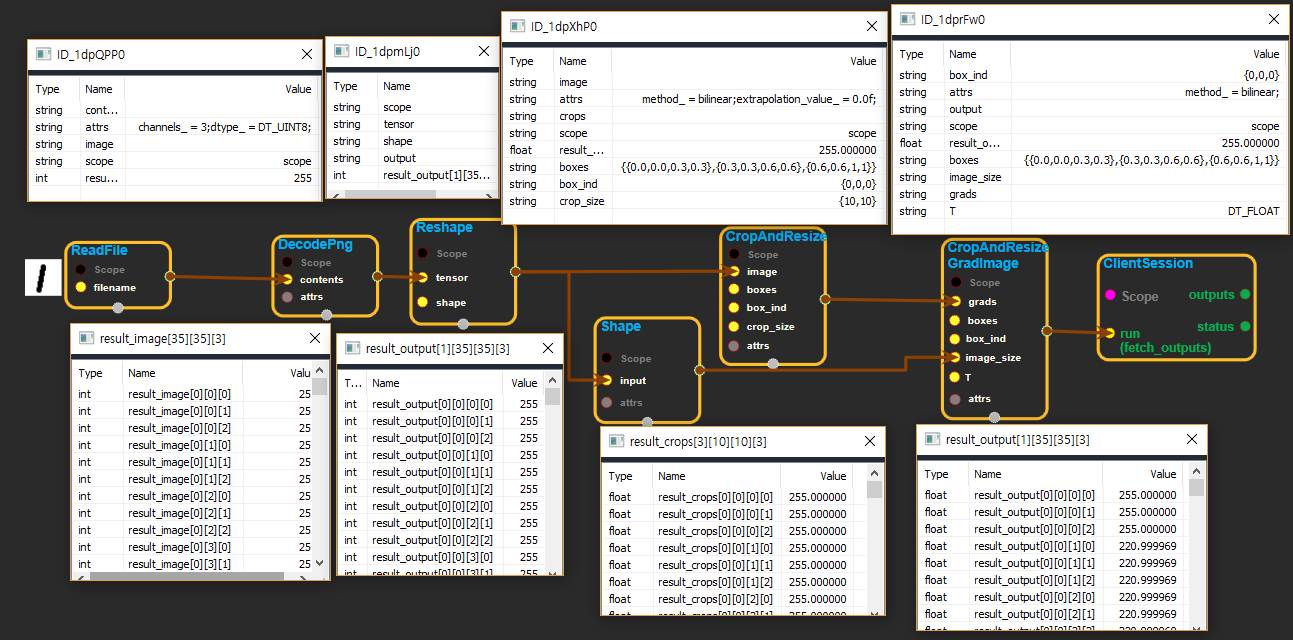 ID_1dpQPP0
Type Name Value
string cont...
string attrs channels_ = 3;dtype_ = DT_UINT8;
string image
string scope scope
int resu... 255
ID_1dpmLj0
Type Name
string scope
string tensor
string shape
string output
int result_output[1][35...
ID_1dpXhP0
Type Name Value
string image
string attrs method_ = bilinear;extrapolation_value_ = 0.0f;
string crops
string scope scope
float result_... 255.000000
string boxes {{0.0,0.0,0.3,0.3},{0.3,0.3,0.6,0.6},{0.6,0.6,1,1}}
string box_ind {0,0,0}
string crop_size {10,10}
ID_1dprFw0
Type Name Value
string box_ind {0,0,0}
string attrs method_ = bilinear;
string output
string scope scope
float result_o... 255.000000
string boxes {{0.0,0.0,0.3,0.3},{0.3,0.3,0.6,0.6},{0.6,0.6,1,1}}
string image_size
string grads
string T DT_FLOAT
ReadFile
Scope
filename
DecodePng
Scope
contents
attrs
Reshape
Scope
tensor
shape
Shape
Scope
input
attrs
CropAndResize
Scope
image
boxes
box_ind
crop_size
attrs
CropAndResize
GradImage
Scope
grads
boxes
box_ind
image_size
T
attrs
ClientSession
Scope outputs
status
run
(fetch_outputs)
result_image[35][35][3]
Type Name Valu
int result_image[0][0][0] 25
int result_image[0][0][1] 25
int result_image[0][0][2] 25
int result_image[0][1][0] 25
int result_image[0][1][1] 25
int result_image[0][1][2] 25
int result_image[0][2][0] 25
int result_image[0][2][1] 25
int result_image[0][2][2] 25
int result_image[0][3][0] 25
int result_image[0][3][1] 25
result_output[1][35][35][3]
T... Name Value
int result_output[0][0][0][0] 255
int result_output[0][0][0][1] 255
int result_output[0][0][0][2] 255
int result_output[0][0][1][0] 255
int result_output[0][0][1][1] 255
int result_output[0][0][1][2] 255
int result_output[0][0][2][0] 255
int result_output[0][0][2][1] 255
int result_output[0][0][2][2] 255
int result_output[0][0][3][0] 255
int result_output[0][0][3][1] 255
result_crops[3][10][10][3]
Type Name Value
float result_crops[0][0][0][0] 255.000000
float result_crops[0][0][0][1] 255.000000
float result_crops[0][0][0][2] 255.000000
float result_crops[0][0][1][0] 255.000000
float result_crops[0][0][1][1] 255.000000
float result_crops[0][0][1][2] 255.000000
float result_crops[0][0][2][0] 255.000000
float result_crops[0][0][2][1] 255.000000
result_output[1][35][35][3]
Type Name Value
float result_output[0][0][0][0] 255.000000
float result_output[0][0][0][1] 255.000000
float result_output[0][0][0][2] 255.000000
float result_output[0][0][1][0] 220.999969
float result_output[0][0][1][1] 220.999969
float result_output[0][0][1][2] 220.999969
float result_output[0][0][2][0] 220.999969
float result_output[0][0][2][1] 220.999969
float result_output[0][0][2][2] 220.999969